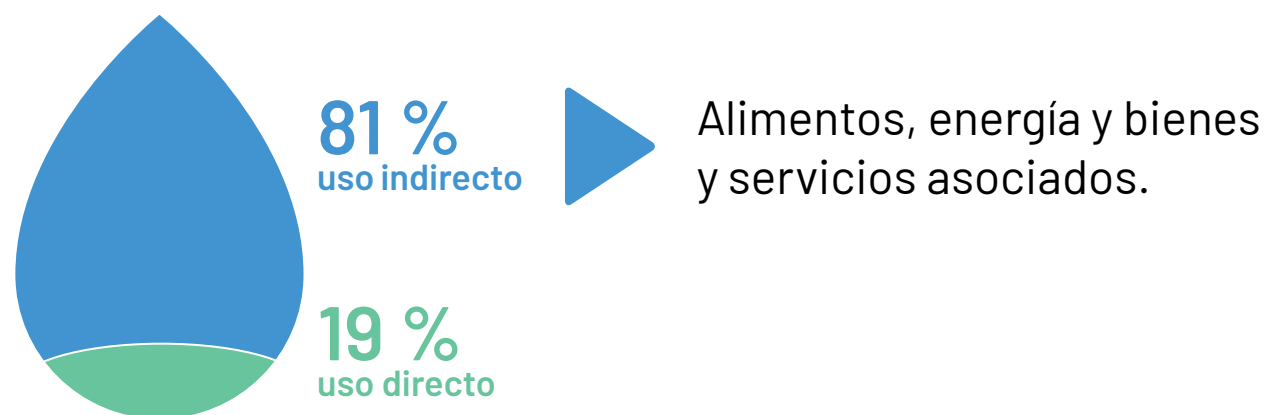 81 %
uso indirecto
Alimentos, energía y bienes
y servicios asociados.
19 %
uso directo